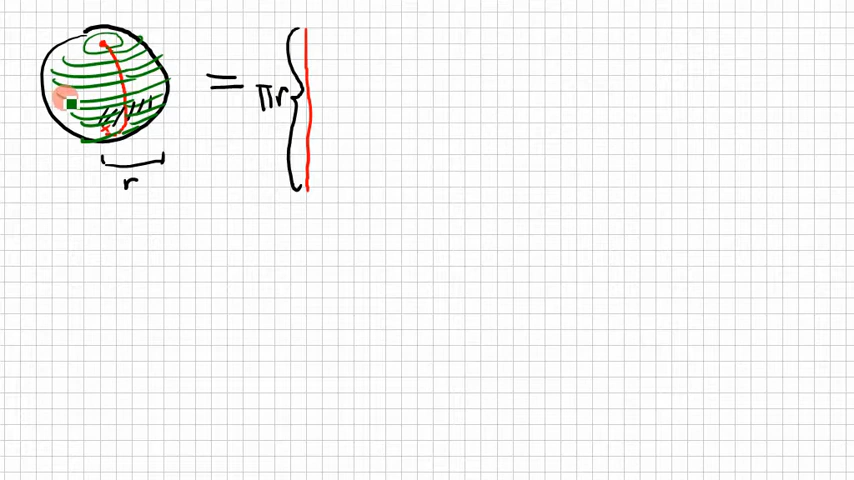 = πr {
r